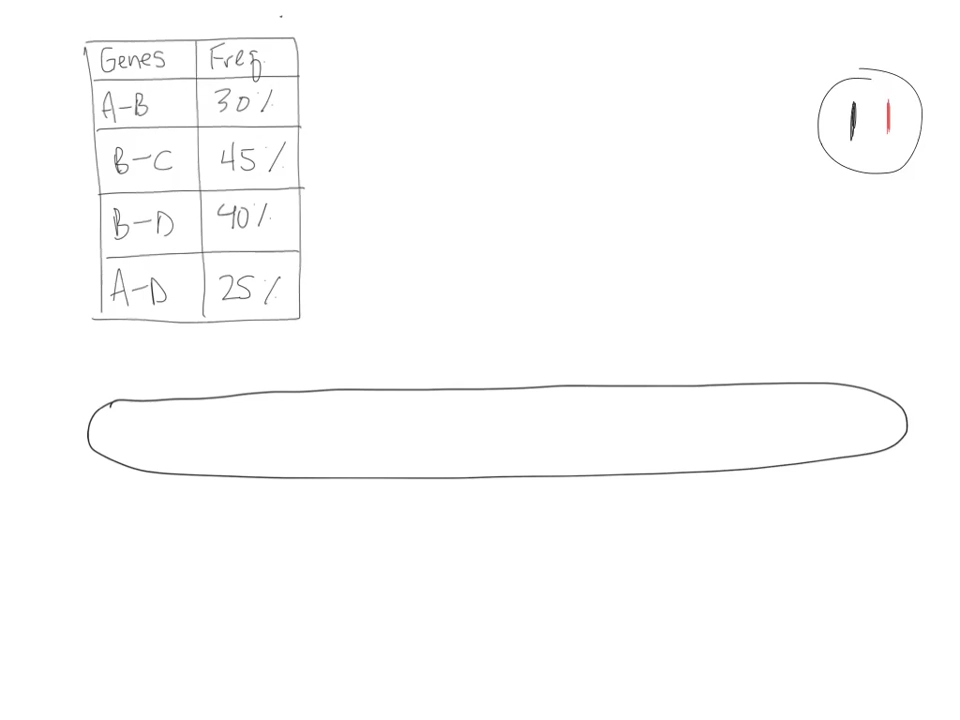 Genes Freq.
A-B 30%
B-C 45%
B-D 40%
A-D 25%